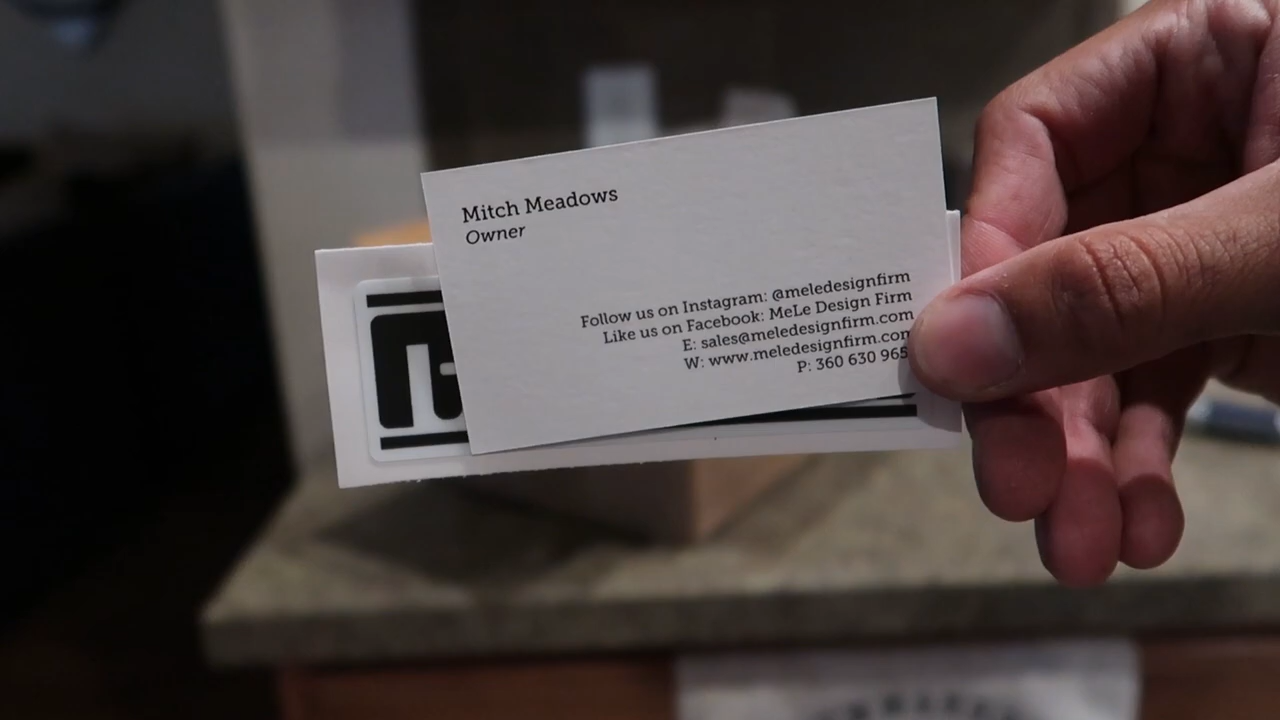 Mitch Meadows
Owner
Follow us on Instagram: @meledesignfirm
Like us on Facebook: MeLe Design Firm
E: sales@meledesignfirm.com
W: www.meledesignfirm.com
P: 360 630 965